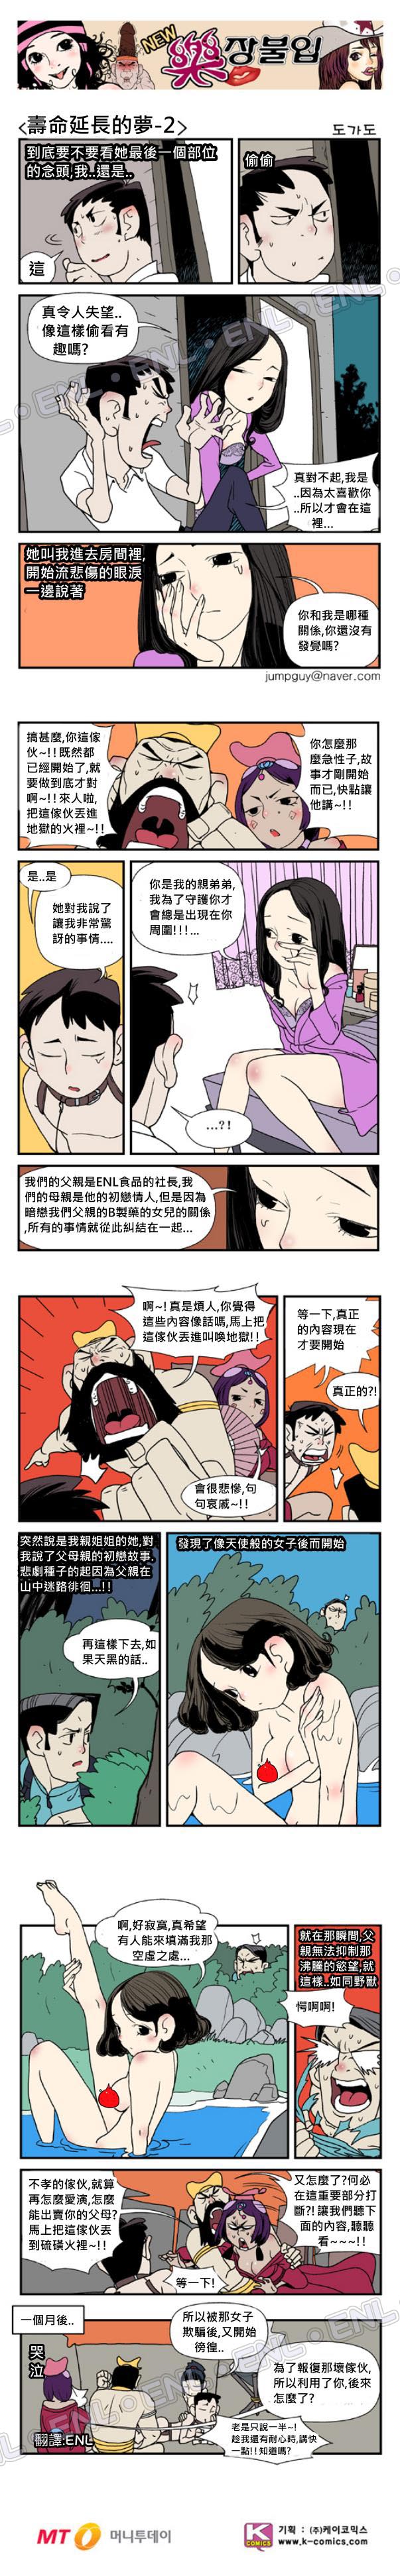 NEW 樂 장불입
<壽命延長的夢-2>
도가도
到底要不要看她最後一個部位
的念頭,我..還是..
這
偷偷
真令人失望..
像這樣偷看有
趣嗎?
真對不起,我是
..因為太喜歡你
..所以才會在這
裡...
她叫我進去房間裡,
開始流悲傷的眼淚
一邊說著
你和我是哪種
關係,你還沒有
發覺嗎?
jumpguy@naver.com
搞甚麼,你這傢
伙~!!既然都
已經開始了,就
要做到底才對
啊~!!來人啦,
把這傢伙丟進
地獄的火裡~!!
你怎麼那
麼急性子,故
事才剛開始
而已,快點讓
他講~!!
是..是
她對我說了
讓我非常驚
訝的事情....
你是我的親弟弟,
我為了守護你才
會總是出現在你
周圍!!!...
...?!
我們的父親是ENL食品的社長,我
們的母親是他的初戀情人,但是因為
暗戀我們父親的B製藥的女兒的關係
,所有的事情就從此糾結在一起...
啊~!真是煩人,你覺得
這些內容像話嗎,馬上把
這傢伙丟進叫喚地獄!!
會很悲慘,句
句哀戚~!!
等一下,真正
的內容現在
才要開始
真正的?!
突然說是我親姐姐的她,對
我說了父母親的初戀故事,
悲劇種子的起因為父親在
山中迷路徘徊...!!
再這樣下去,如
果天黑的話..
發現了像天使般的女子後而開始
啊,好寂寞,真希望
有人能來填滿我那
空虛之處...
就在那瞬間,父
親無法抑制那
沸騰的慾望,就
這樣..如同野獸
愕啊啊!
不孝的傢伙,就算
再怎麼愛演,怎麼
能出賣你的父母?
馬上把這傢伙丟
到硫磺火裡~!!
等一下!
又怎麼了?何必
在這重要部分打
斷?!讓我們聽下
面的內容,聽聽
看~~~!!
一個月後..
哭泣
所以被那女子
欺騙後,又開始
徬徨..
為了報復那壞傢伙,
所以利用了你,後來
怎麼了?
老是只說一半~!
趁我還有耐心時,講快
一點!!知道嗎?
翻譯:ENL
MT 머니투데이
K COMICS
기획 : (주)케이코믹스
www.k-comics.com